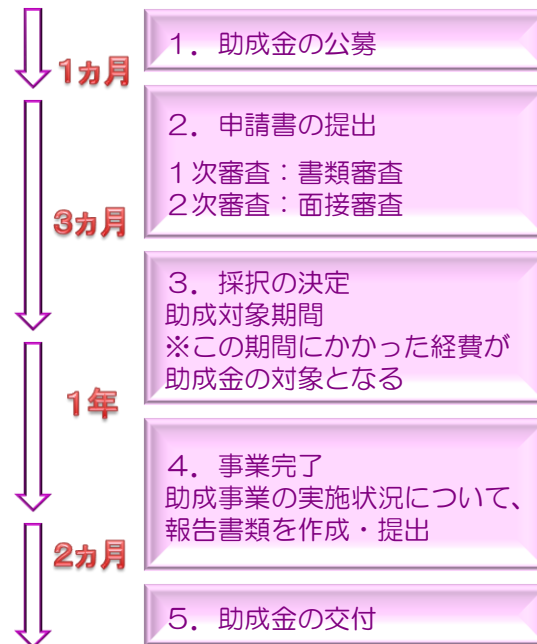 １．助成金の公募
1カ月
２．申請書の提出
１次審査：書類審査
２次審査：面接審査
3カ月
３．採択の決定
助成対象期間
※この期間にかかった経費が
助成金の対象となる
1年
４．事業完了
助成事業の実施状況について、
報告書類を作成・提出
2カ月
５．助成金の交付